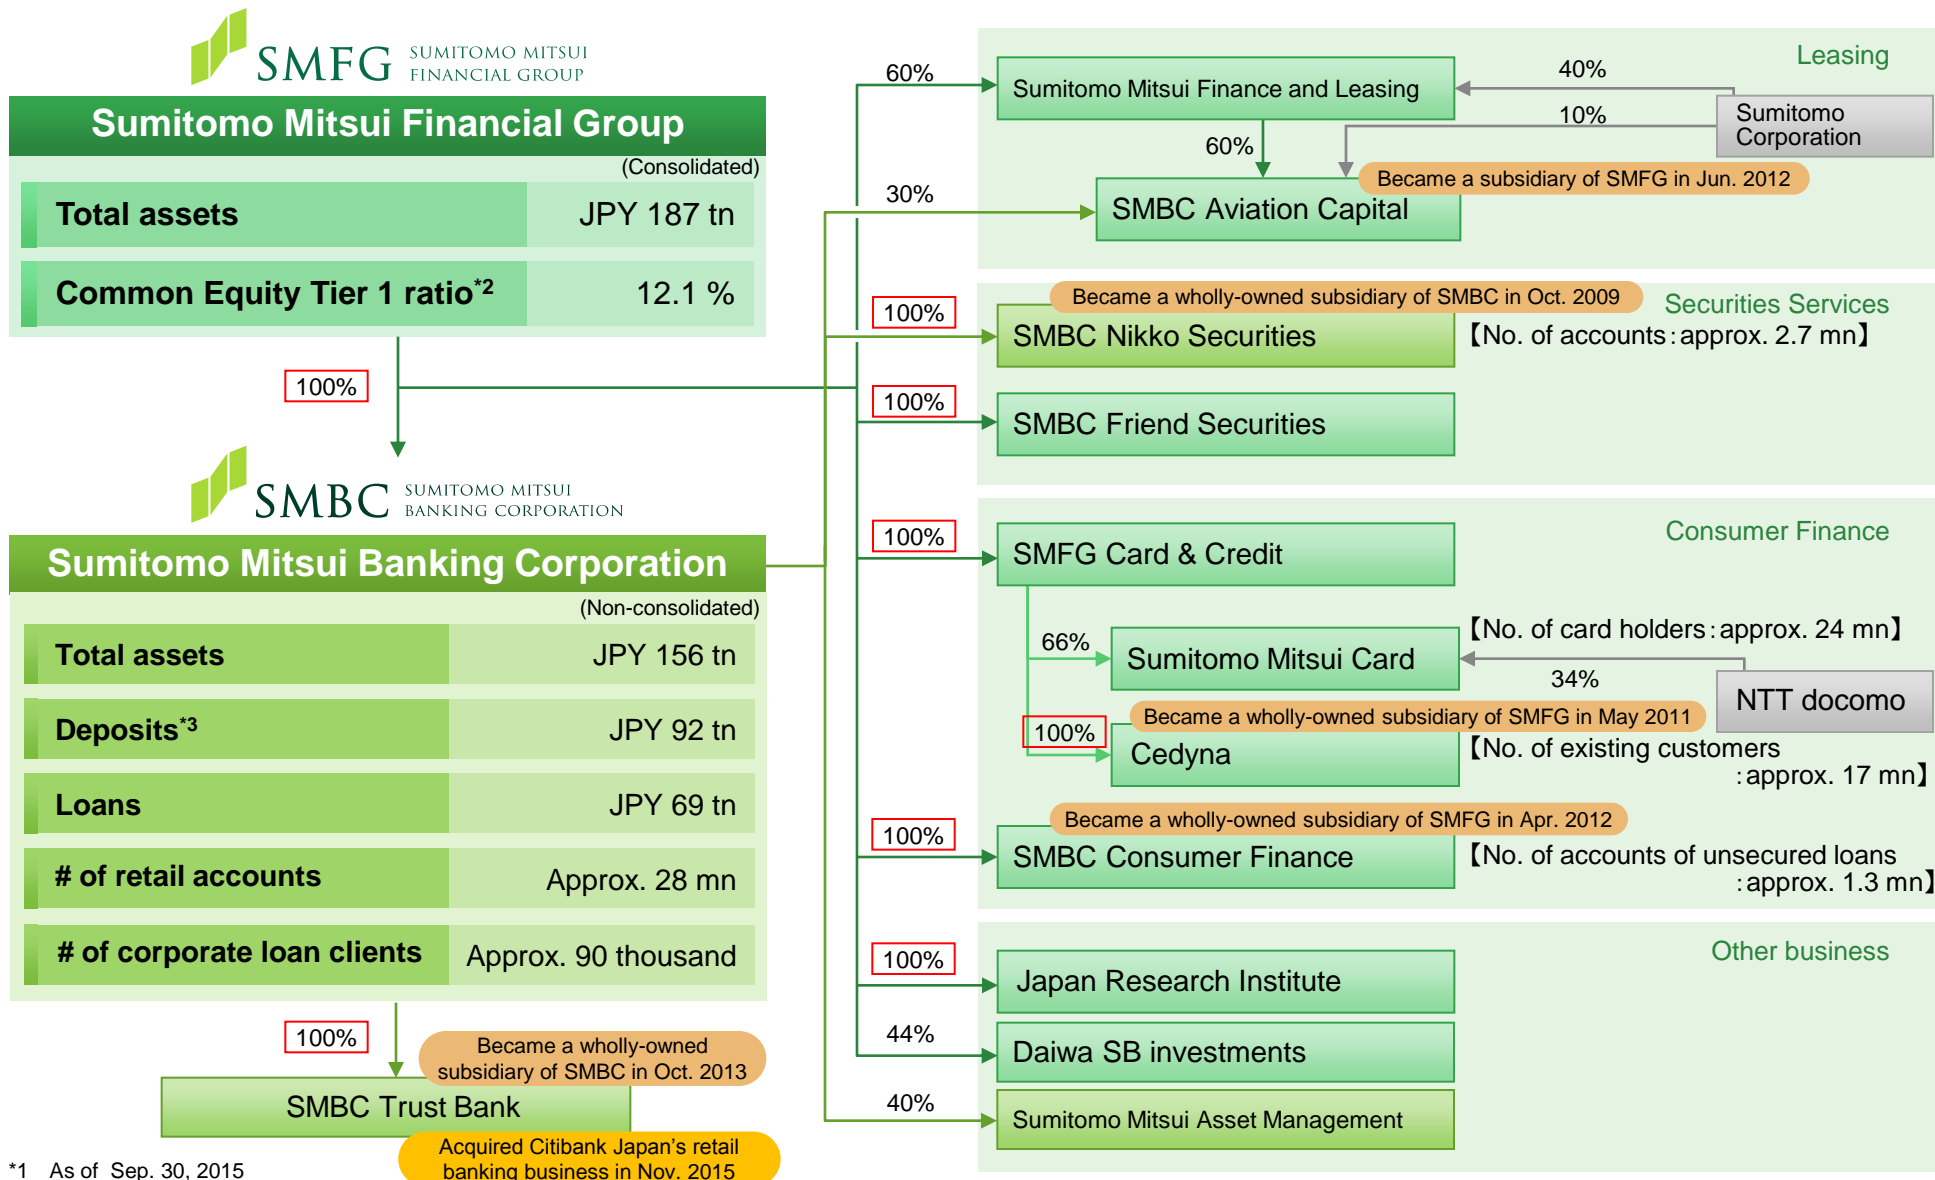 SMFG SUMITOMO MITSUI
FINANCIAL GROUP
Sumitomo Mitsui Financial Group
(Consolidated)
Total assets JPY 187 tn
Common Equity Tier 1 ratio*2 12.1 %
100%
SMBC SUMITOMO MITSUI
BANKING CORPORATION
Sumitomo Mitsui Banking Corporation
(Non-consolidated)
Total assets JPY 156 tn
Deposits*3 JPY 92 tn
Loans JPY 69 tn
# of retail accounts Approx. 28 mn
# of corporate loan clients Approx. 90 thousand
100%
Became a wholly-owned
subsidiary of SMBC in Oct. 2013
SMBC Trust Bank
Acquired Citibank Japan's retail
banking business in Nov. 2015
*1 As of Sep. 30, 2015
Leasing
60%
Sumitomo Mitsui Finance and Leasing
40%
10%
Sumitomo
Corporation
60%
Became a subsidiary of SMFG in Jun. 2012
30%
SMBC Aviation Capital
Became a wholly-owned subsidiary of SMBC in Oct. 2009
Securities Services
100%
SMBC Nikko Securities
【No. of accounts:approx. 2.7 mn】
100%
SMBC Friend Securities
Consumer Finance
100%
SMFG Card & Credit
【No. of card holders:approx. 24 mn】
66%
Sumitomo Mitsui Card
34%
NTT docomo
Became a wholly-owned subsidiary of SMFG in May 2011
100%
Cedyna
【No. of existing customers
:approx. 17 mn】
Became a wholly-owned subsidiary of SMFG in Apr. 2012
100%
SMBC Consumer Finance
【No. of accounts of unsecured loans
:approx. 1.3 mn】
Other business
100%
Japan Research Institute
44%
Daiwa SB investments
40%
Sumitomo Mitsui Asset Management